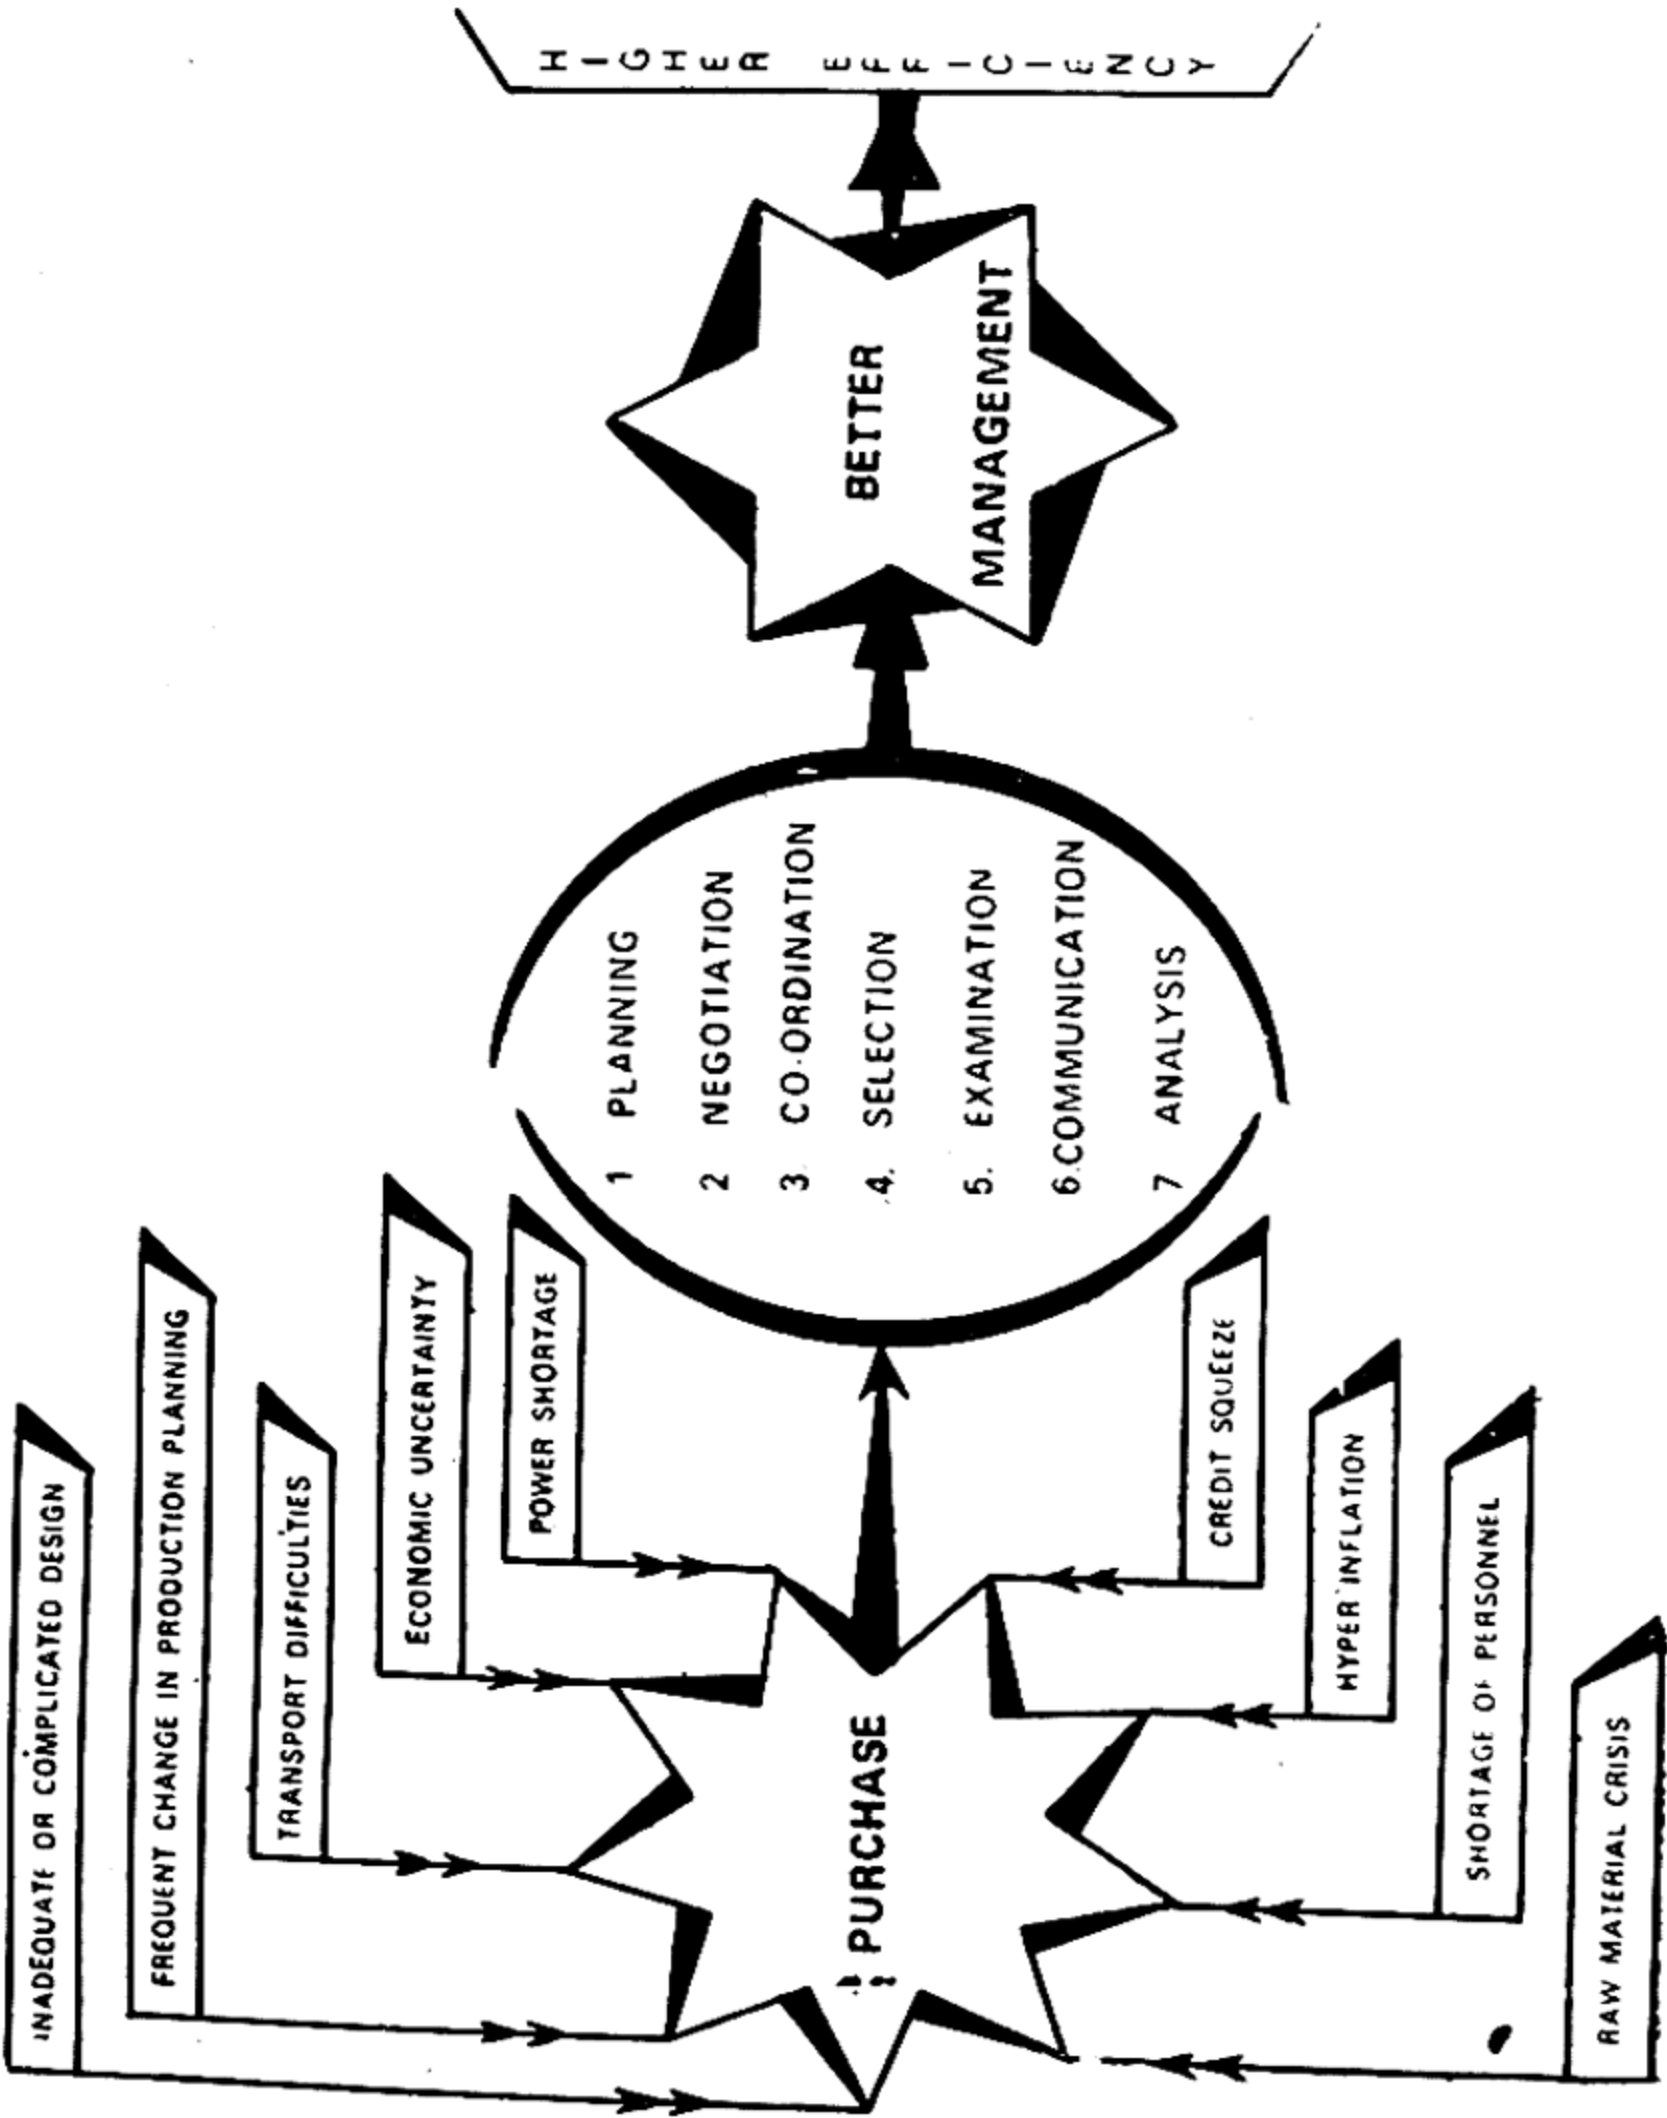 INADEQUATE OR COMPLICATED DESIGN
FREQUENT CHANGE IN PRODUCTION PLANNING
TRANSPORT DIFFICULTIES
ECONOMIC UNCERTAINTY
POWER SHORTAGE
PURCHASE
CREDIT SQUEEZE
HYPER INFLATION
SHORTAGE OF PERSONNEL
RAW MATERIAL CRISIS
1 PLANNING
2 NEGOTIATION
3. CO-ORDINATION
4. SELECTION
5. EXAMINATION
6. COMMUNICATION
7 ANALYSIS
BETTER
MANAGEMENT
HIGHER EFFICIENCY